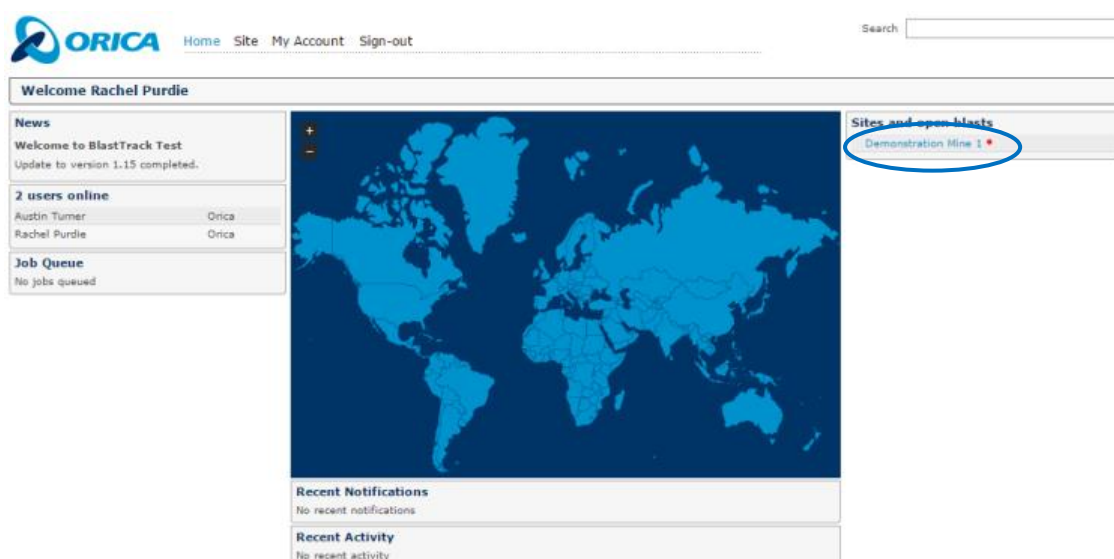 ORICA
Home Site My Account Sign-out
Search
Welcome Rachel Purdie
News
Welcome to BlastTrack Test
Update to version 1.15 completed.
2 users online
Austin Turner Orica
Rachel Purdie Orica
Job Queue
No jobs queued
+
-
Recent Notifications
No recent notifications
Recent Activity
No recent activity
Sites and open blasts
Demonstration Mine 1